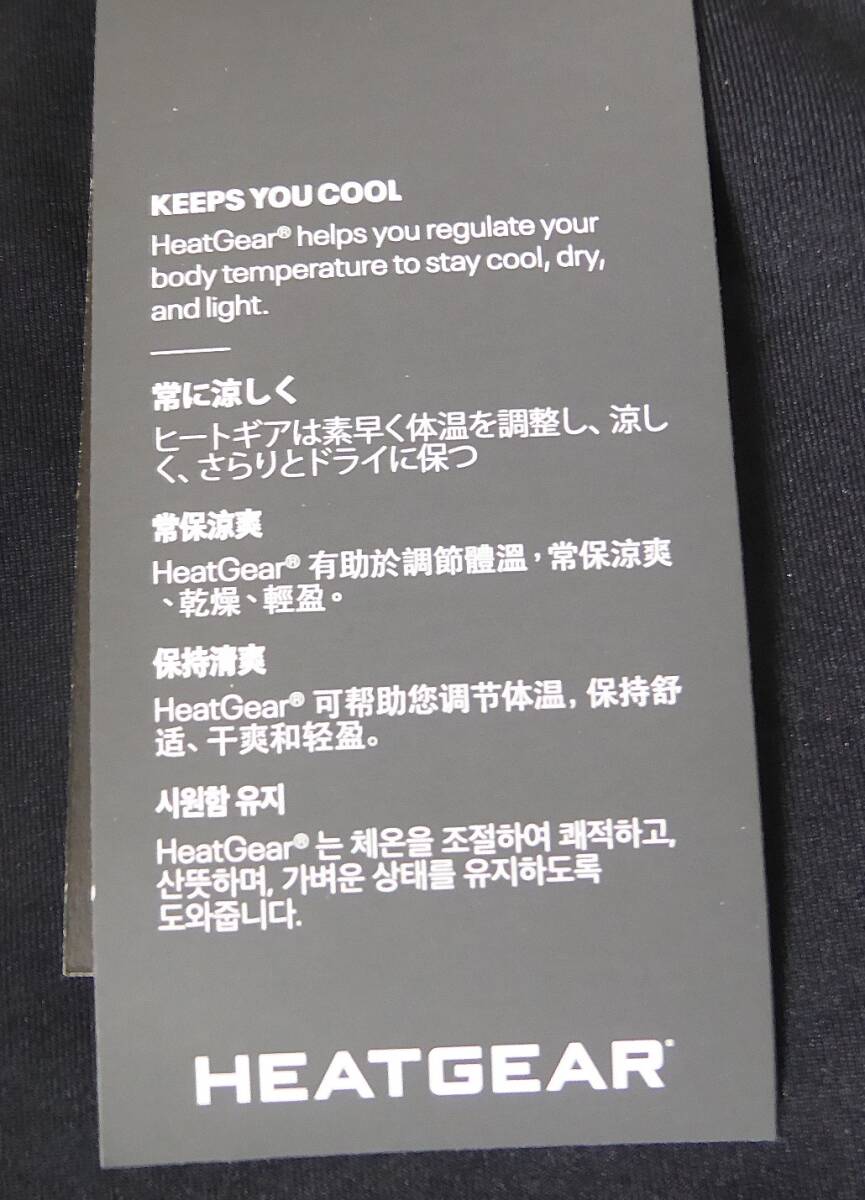 KEEPS YOU COOL
HeatGear® helps you regulate your
body temperature to stay cool, dry,
and light.
常に涼しく
ヒートギアは素早く体温を調整し、涼し
く、さらりとドライに保つ
常保涼爽
HeatGear® 有助於調節體溫，常保涼爽
、乾燥、輕盈。
保持清爽
HeatGear® 可帮助您调节体温，保持舒
适、干爽和轻盈。
시원함 유지
HeatGear® 는 체온을 조절하여 쾌적하고,
산뜻하며, 가벼운 상태를 유지하도록
도와줍니다.
HEATGEAR